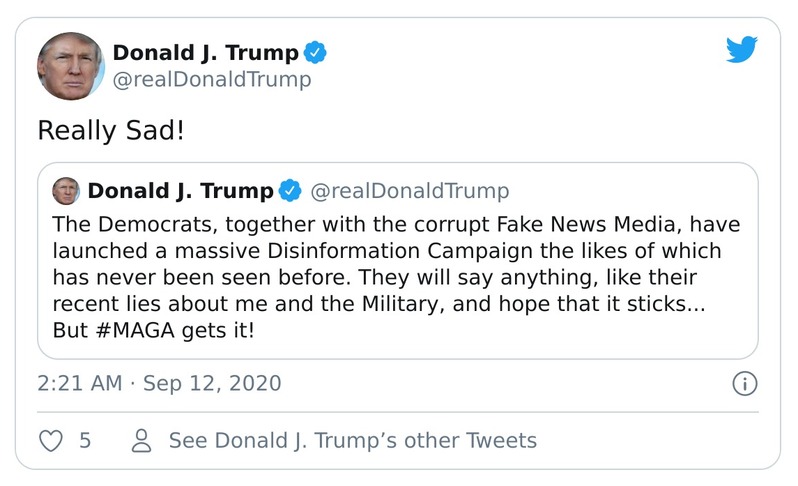 Donald J. Trump
@realDonaldTrump
Really Sad!
Donald J. Trump @realDonaldTrump
The Democrats, together with the corrupt Fake News Media, have
launched a massive Disinformation Campaign the likes of which
has never been seen before. They will say anything, like their
recent lies about me and the Military, and hope that it sticks...
But #MAGA gets it!
2:21 AM · Sep 12, 2020
5 See Donald J. Trump’s other Tweets